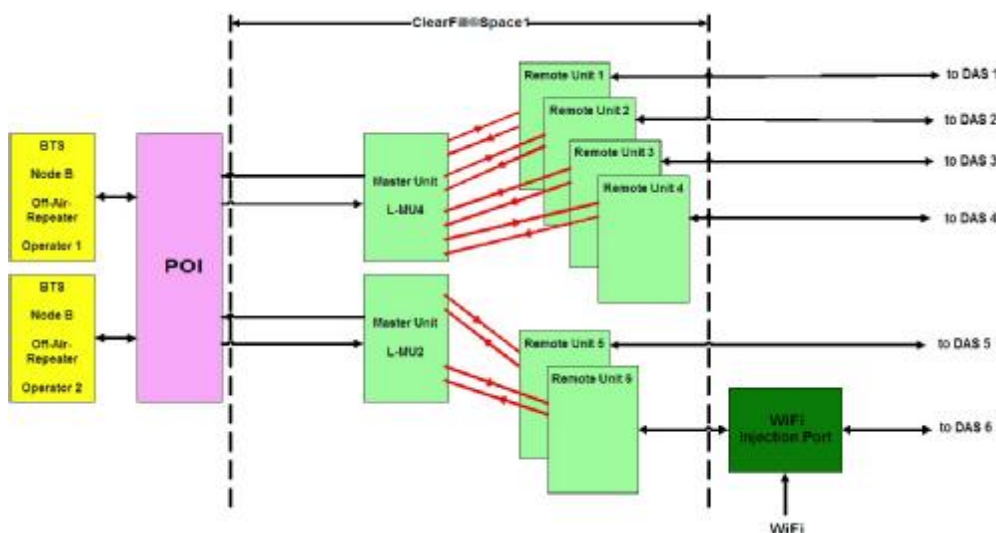 ClearFill®Space1
Remote Unit 1
to DAS 1
Remote Unit 2
to DAS 2
Remote Unit 3
to DAS 3
Remote Unit 4
to DAS 4
BTS
Node B
Off-Air-
Repeater
Operator 1
POI
Master Unit
L-MU4
BTS
Node B
Off-Air-
Repeater
Operator 2
Master Unit
L-MU2
Remote Unit 5
to DAS 5
Remote Unit 6
WiFi
Injection Port
to DAS 6
WiFi